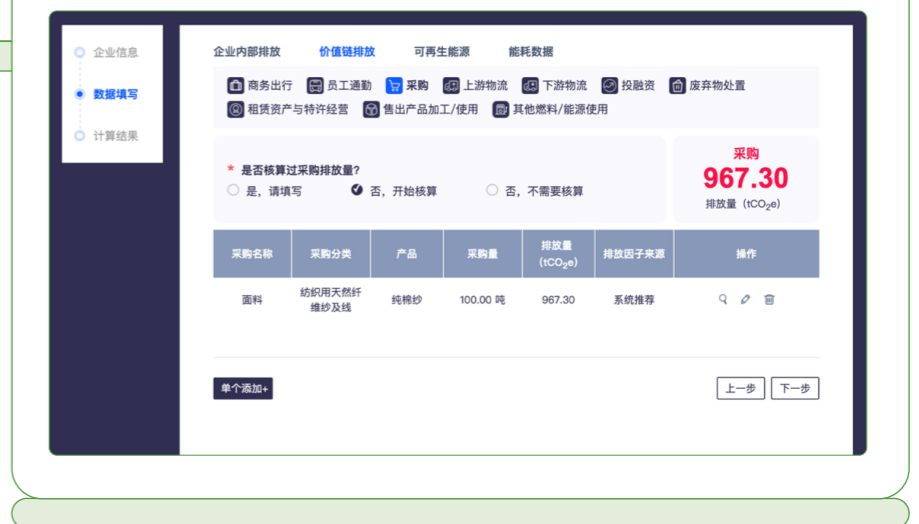 企业信息
数据填写
计算结果
企业内部排放 价值链排放 可再生能源 能耗数据
商务出行 员工通勤 采购 上游物流 下游物流 投融资 废弃物处置
租赁资产与特许经营 售出产品加工/使用 其他燃料/能源使用
* 是否核算过采购排放量?
是，请填写 否，开始核算 否，不需要核算
采购
967.30
排放量（tCO₂e）
采购名称 采购分类 产品 采购量 排放量（tCO₂e） 排放因子来源 操作
面料 纺织用天然纤维纱及线 纯棉纱 100.00 吨 967.30 系统推荐
单个添加+ 上一步 下一步